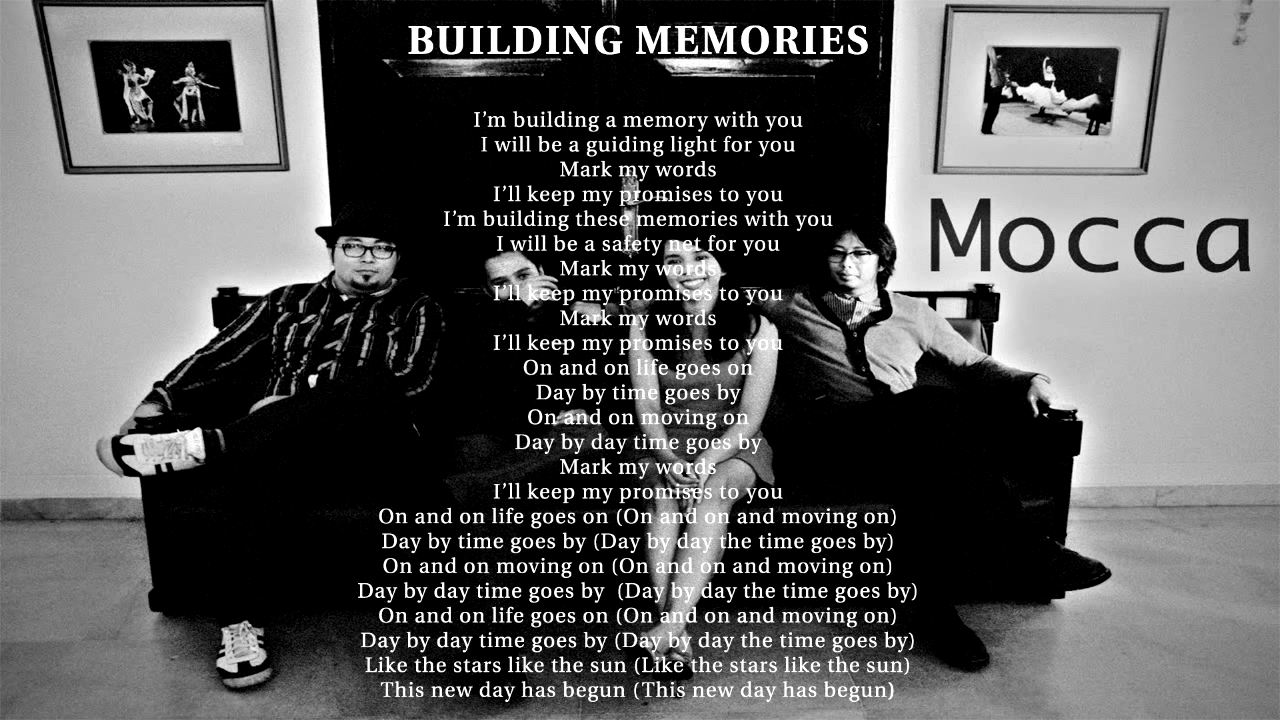 BUILDING MEMORIES
I'm building a memory with you
I will be a guiding light for you
Mark my words
I'll keep my promises to you
Mocca
I'm building these memories with you
I will be a safety net for you
Mark my words
I'll keep my promises to you
Mark my words
I'll keep my promises to you
On and on life goes on
Day by time goes by
On and on moving on
Day by day time goes by
Mark my words
I'll keep my promises to you
On and on life goes on (On and on and moving on)
Day by time goes by (Day by day the time goes by)
On and on moving on (On and on and moving on)
Day by day time goes by  (Day by day the time goes by)
On and on life goes on (On and on and moving on)
Day by day time goes by (Day by day the time goes by)
Like the stars like the sun (Like the stars like the sun)
This new day has begun (This new day has begun)